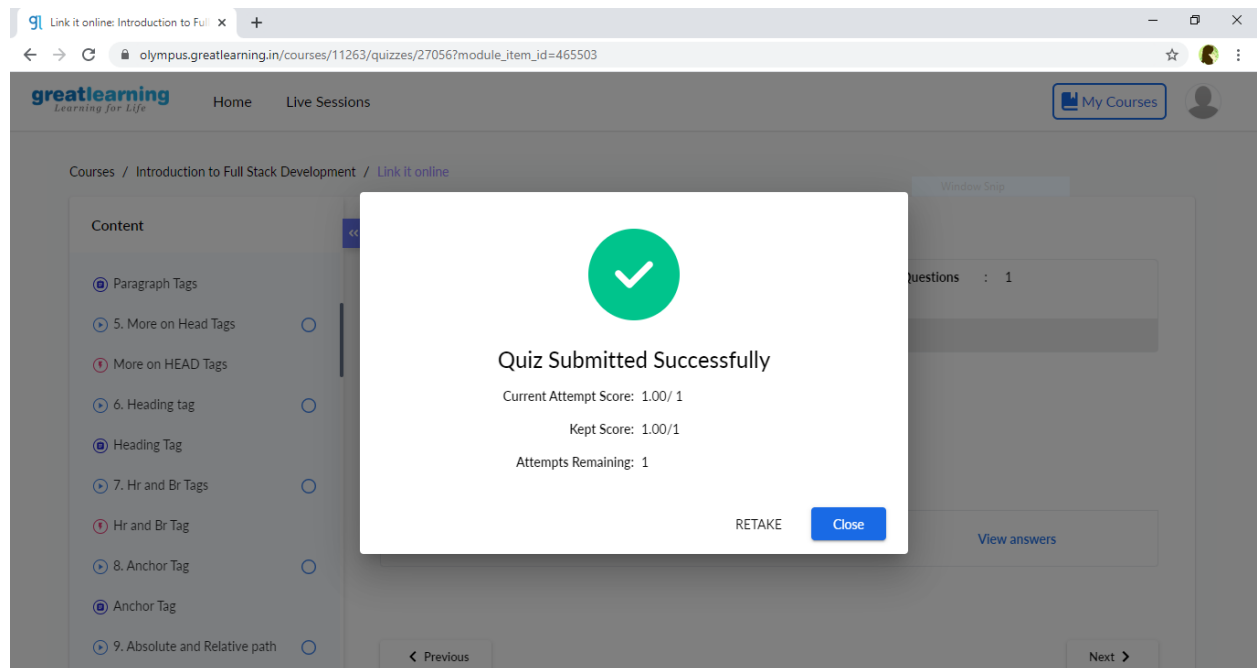 Link it online: Introduction to Ful
olympus.greatlearning.in/courses/11263/quizzes/27056?module_item_id=465503
greatlearning
Learning for Life
Home
Live Sessions
My Courses
Courses / Introduction to Full Stack Development / Link it online
Window Snip
Content
Questions : 1
Paragraph Tags
5. More on Head Tags
More on HEAD Tags
6. Heading tag
Heading Tag
7. Hr and Br Tags
Hr and Br Tag
8. Anchor Tag
Anchor Tag
9. Absolute and Relative path
Quiz Submitted Successfully
Current Attempt Score: 1.00/ 1
Kept Score: 1.00/1
Attempts Remaining: 1
RETAKE
Close
View answers
Previous
Next